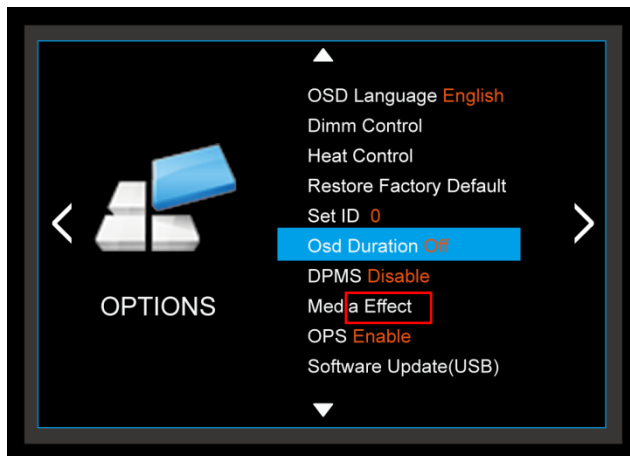 OSD Language English
Dimm Control
Heat Control
Restore Factory Default
Set ID 0
Osd Duration Off
DPMS Disable
OPTIONS
Media Effect
OPS Enable
Software Update(USB)